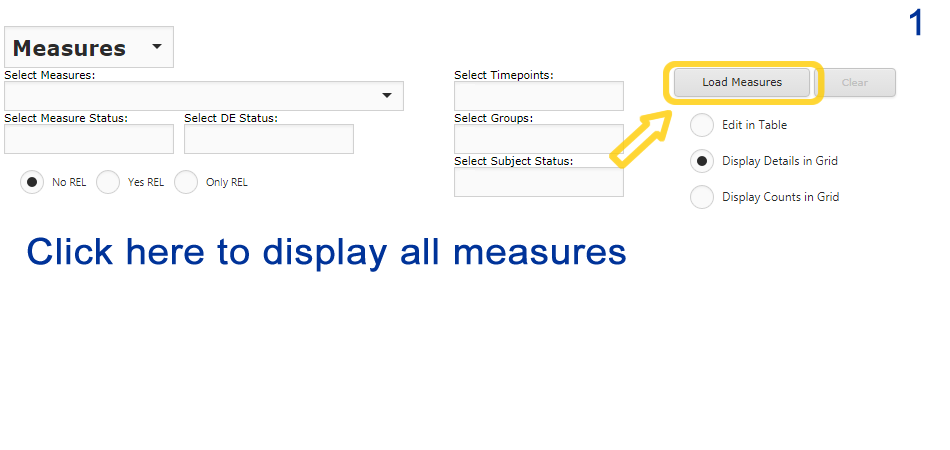 1
Measures
Select Measures:
Select Timepoints:
Load Measures
Clear
Select Measure Status:
Select DE Status:
Select Groups:
Edit in Table
Select Subject Status:
Display Details in Grid
No REL
Yes REL
Only REL
Display Counts in Grid
Click here to display all measures